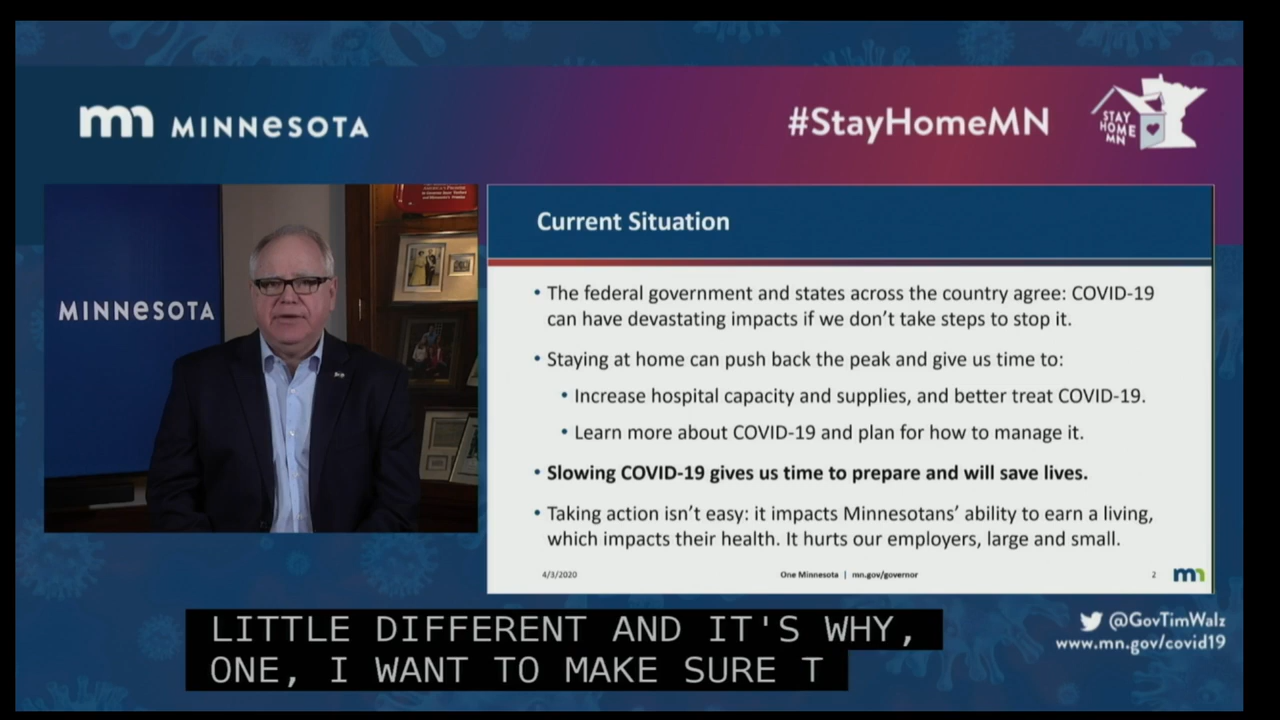 mn MINNESOTA
#StayHomeMN
STAY
HOME
MN
MINNESOTA
Current Situation
• The federal government and states across the country agree: COVID-19
can have devastating impacts if we don't take steps to stop it.
• Staying at home can push back the peak and give us time to:
• Increase hospital capacity and supplies, and better treat COVID-19.
• Learn more about COVID-19 and plan for how to manage it.
• Slowing COVID-19 gives us time to prepare and will save lives.
• Taking action isn't easy: it impacts Minnesotans' ability to earn a living,
which impacts their health. It hurts our employers, large and small.
4/3/2020 One Minnesota | mn.gov/governor 2 mn
LITTLE DIFFERENT AND IT'S WHY,
ONE, I WANT TO MAKE SURE T
@GovTimWalz
www.mn.gov/covid19